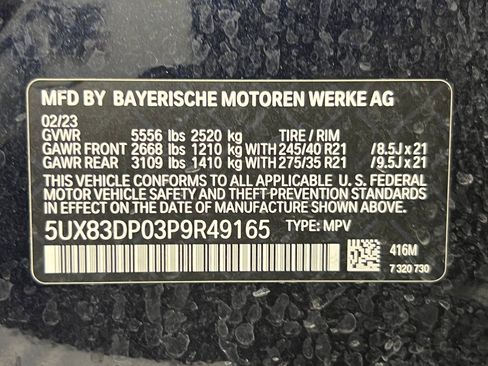 MFD BY BAYERISCHE MOTOREN WERKE AG
02/23
GVWR 5556 lbs 2520 kg TIRE / RIM
GAWR FRONT 2668 lbs 1210 kg WITH 245/40 R21 /8.5J x 21
GAWR REAR 3109 lbs 1410 kg WITH 275/35 R21 /9.5J x 21
THIS VEHICLE CONFORMS TO ALL APPLICABLE U. S. FEDERAL
MOTOR VEHICLE SAFETY AND THEFT PREVENTION STANDARDS
IN EFFECT ON THE DATE OF MANUFACTURE SHOWN ABOVE.
5UX83DP03P9R49165 TYPE: MPV
416M
7 320 730